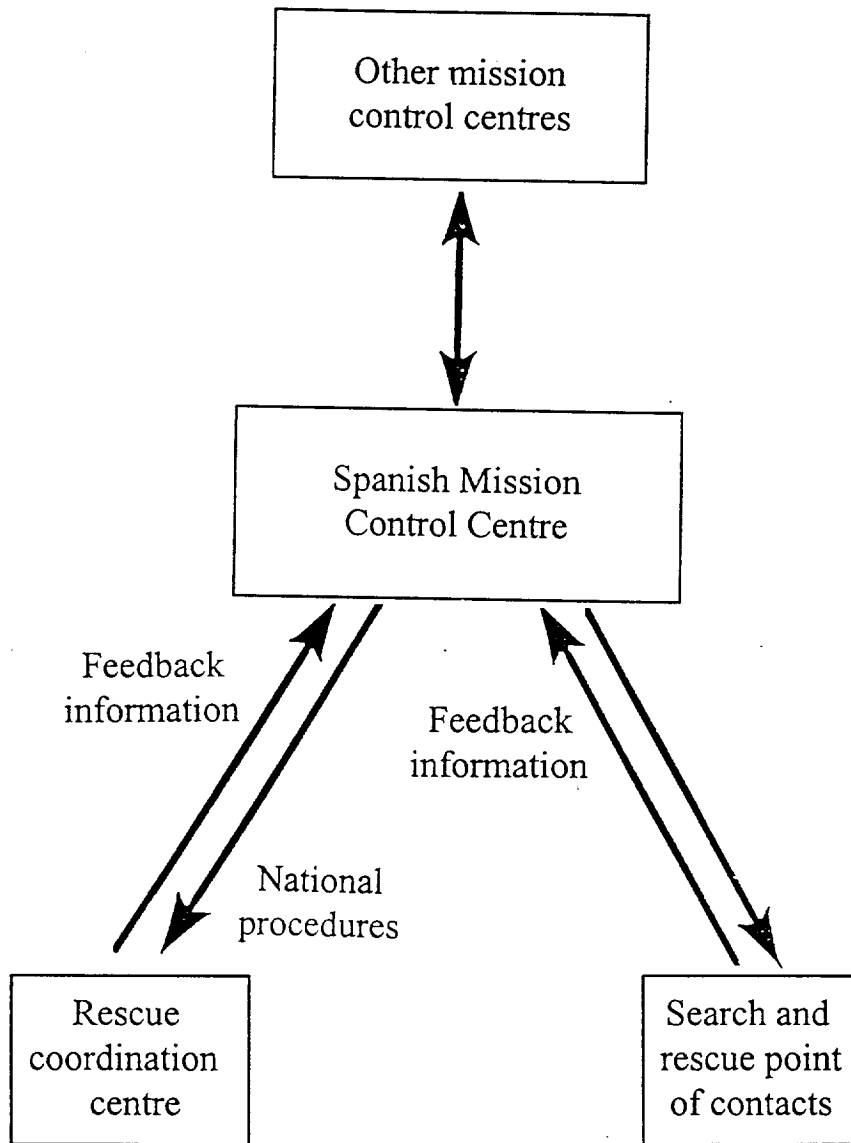 Other mission
control centres
Spanish Mission
Control Centre
Feedback
information
Feedback
information
National
procedures
Rescue
coordination
centre
Search and
rescue point
of contacts